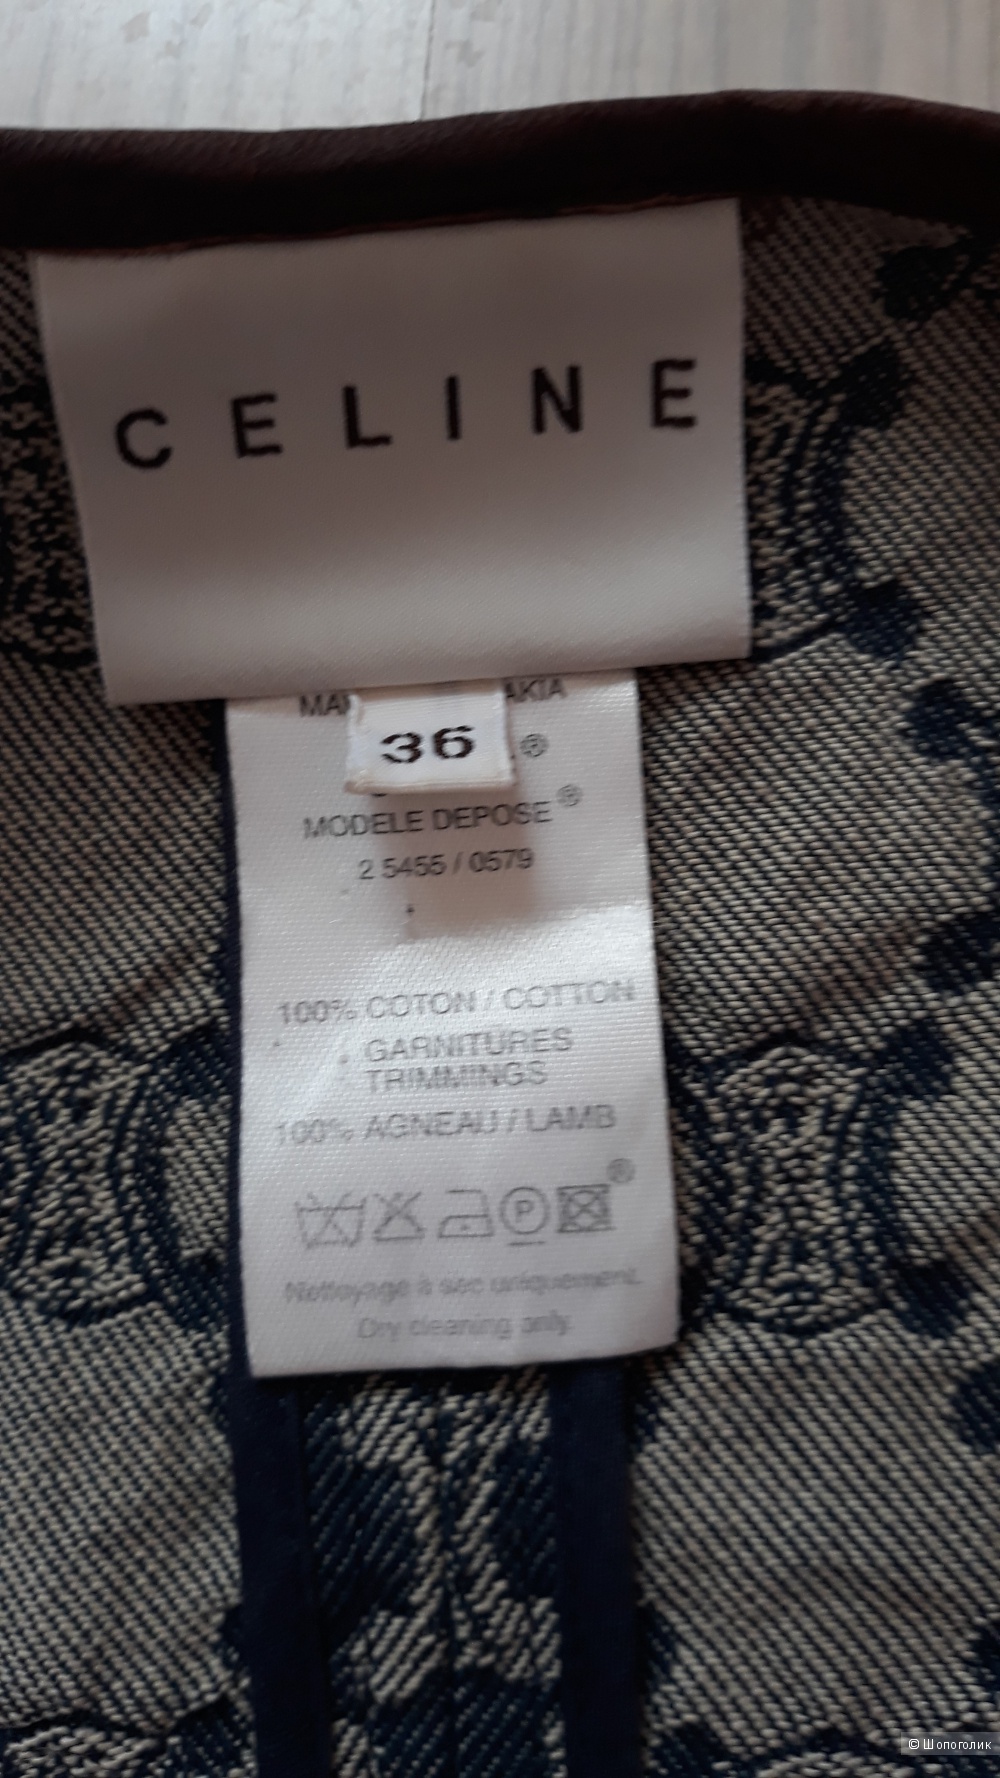 CELINE
36
®
MODELE DEPOSE®
2 5455 / 0579
100% COTON / COTTON
GARNITURES
TRIMMINGS
100% AGNEAU / LAMB
P
®
Nettoyage à sec uniquement.
Dry cleaning only.
© Шопоголик